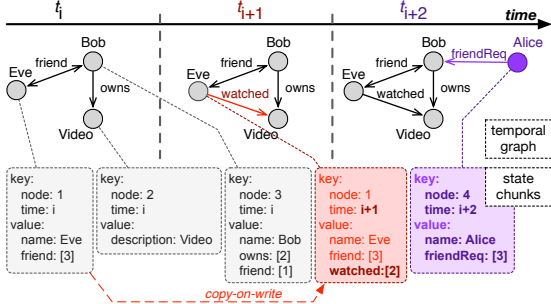 ti
ti+1
ti+2
time
Bob
Eve
friend
owns
Video
Bob
Eve
watched
owns
Video
Bob
Eve
friend
watched
owns
Video
friendReq
Alice
temporal
graph
state
chunks
key:
node: 1
time: i
value:
name: Eve
friend: [3]
key:
node: 2
time: i
value:
description: Video
key:
node: 3
time: i
value:
name: Bob
owns: [2]
friend: [1]
key:
node: 1
time: i+1
value:
name: Eve
friend: [3]
watched:[2]
key:
node: 4
time: i+2
value:
name: Alice
friendReq: [3]
copy-on-write